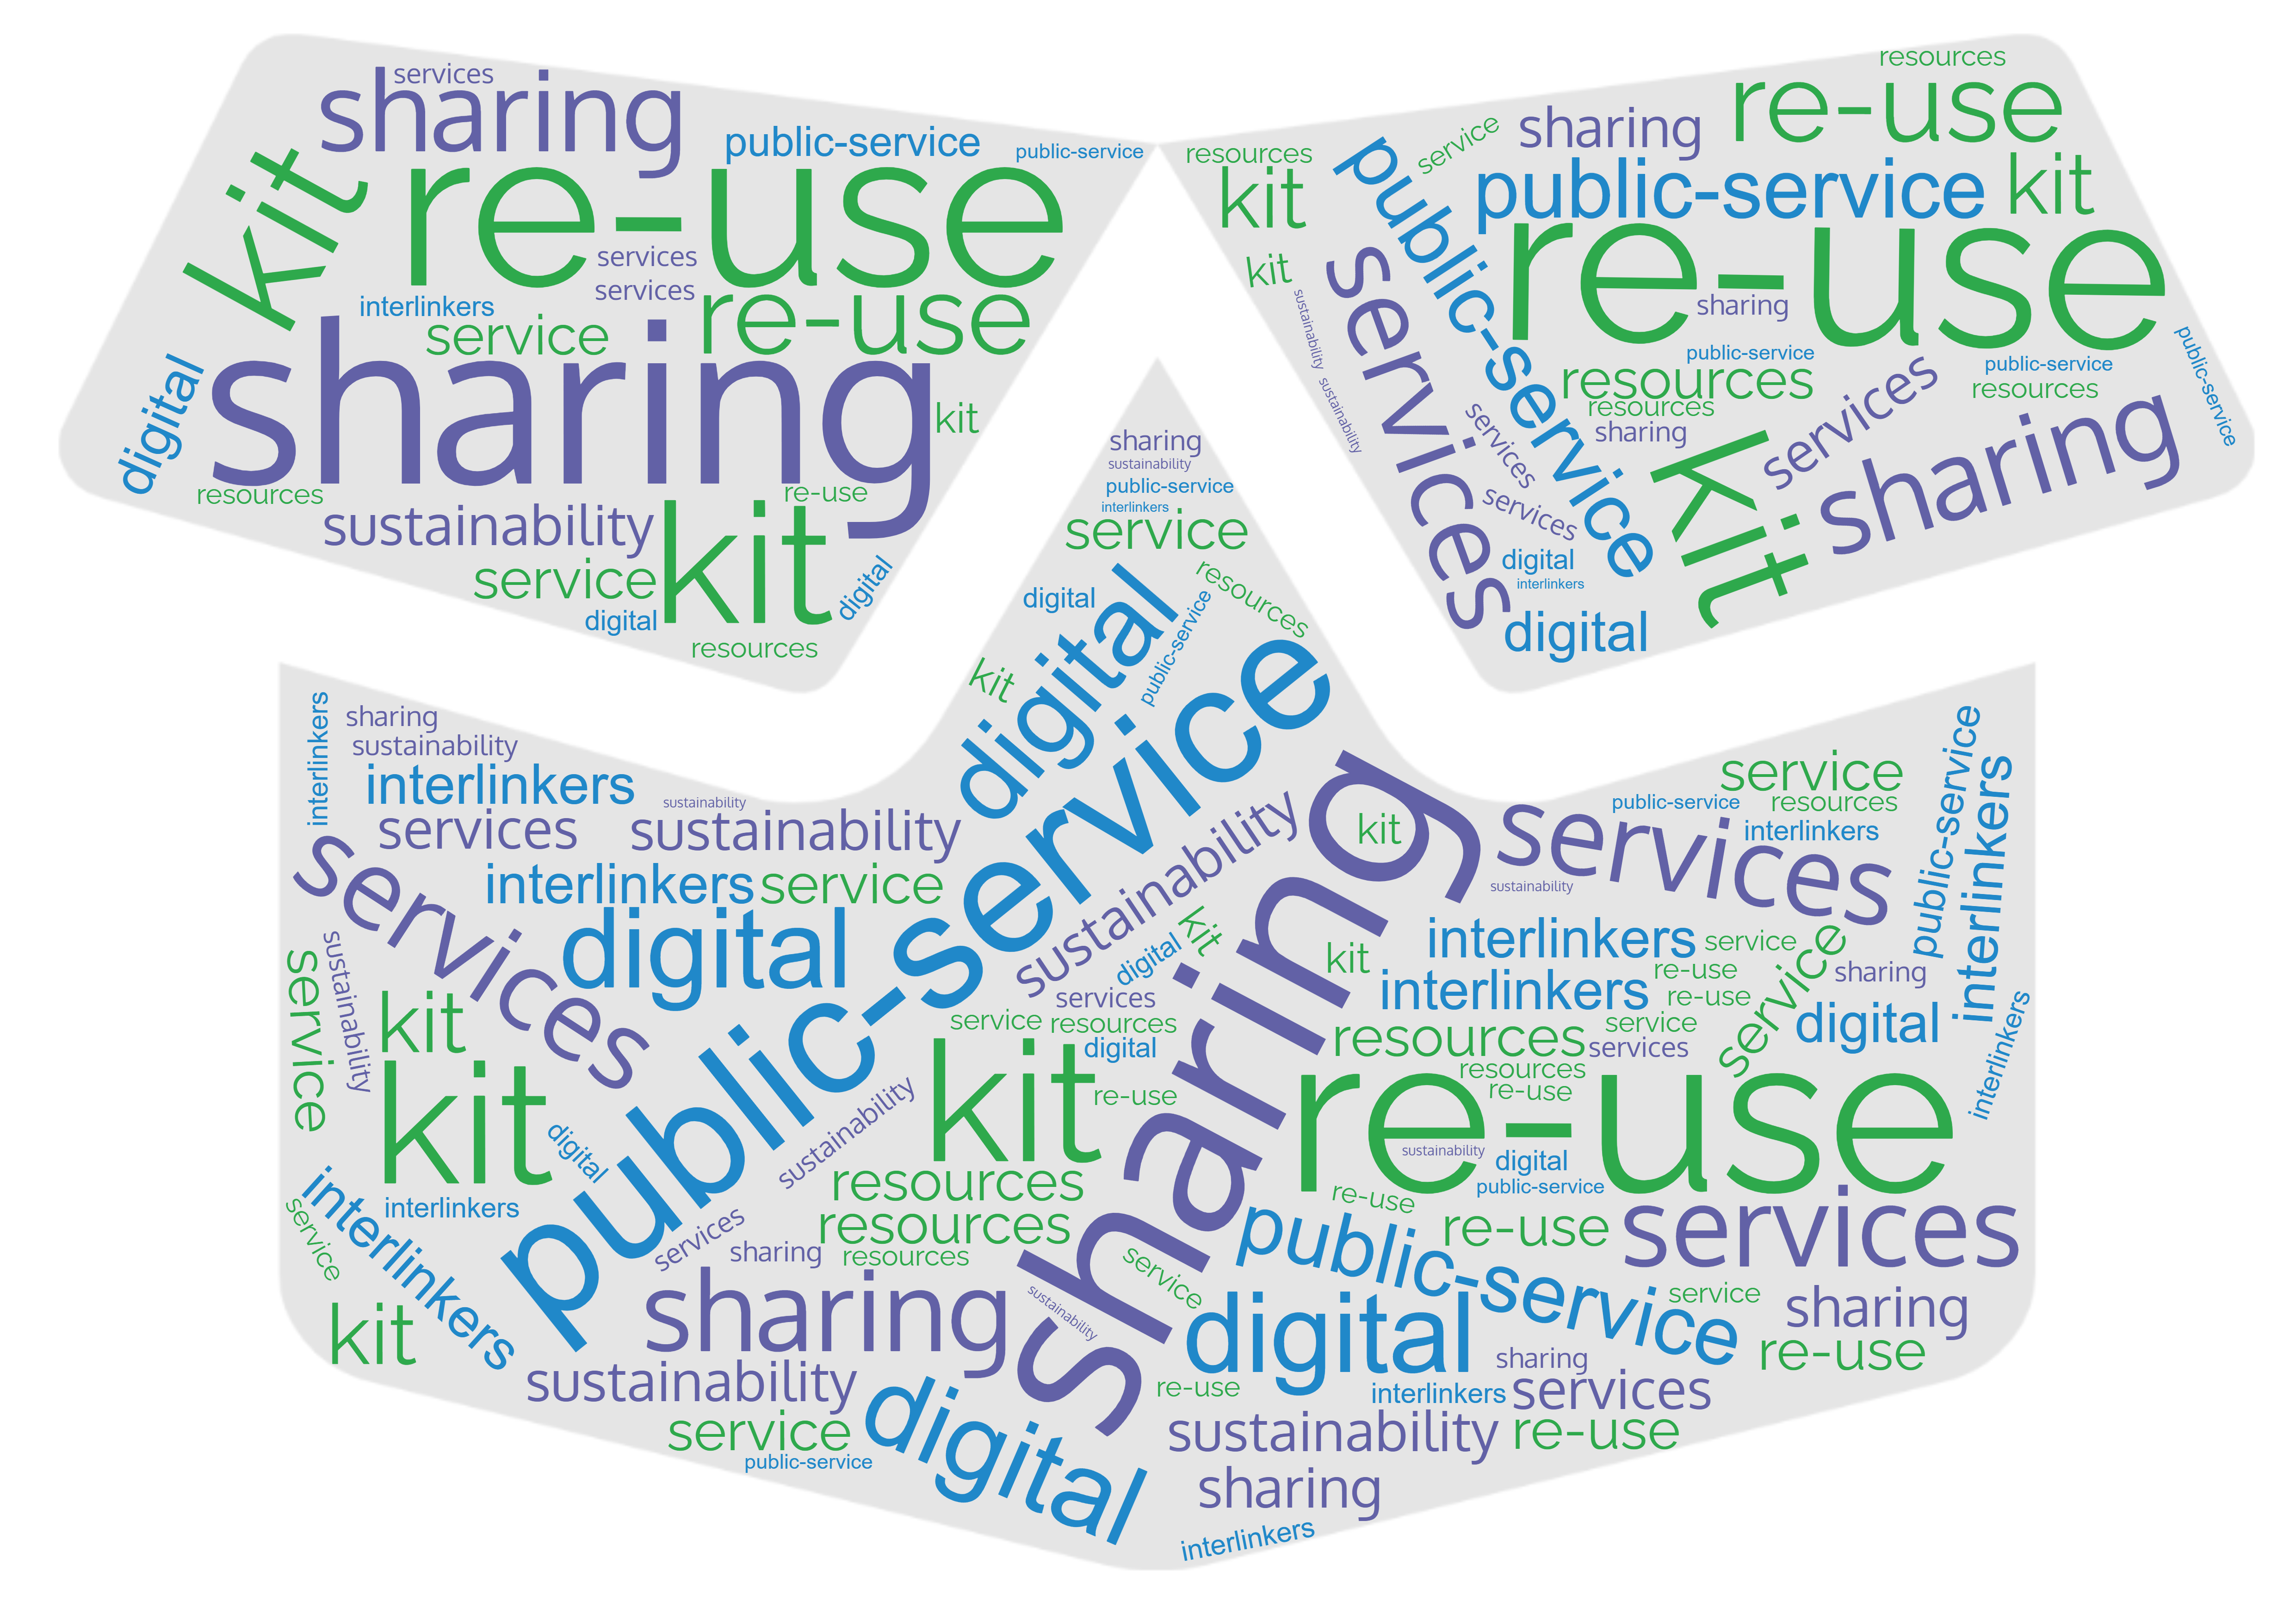 services
sharing
public-service
public-service
kit
re-use
services
services
interlinkers
service
re-use
digital
sharing
kit
resources
re-use
sustainability
kit
service
digital
digital
resources
resources
re-use
service
sharing
resources
public-service
public-service
kit
kit
kit
services
re-use
sharing
sustainability
sustainability
public-service
public-service
public-service
resources
resources
services
resources
services
sharing
kit
sharing
services
digital
interlinkers
digital
sharing
sustainability
public-service
interlinkers
service
digital
resources
digital
public-service
kit
public-service
interlinkers
sharing
sustainability
interlinkers
services
sustainability
sustainability
services
interlinkers
service
digital
service
sustainability
kit
kit
digital
interlinkers
interlinkers
service
kit
sustainability
kit
digital
services
service
resources
digital
kit
re-use
sustainability
resources
resources
services
sharing
resources
sharing
sharing
kit
kit
service
services
public-service
resources
interlinkers
sustainability
public-service
interlinkers
interlinkers
service
re-use
interlinkers
re-use
service
sharing
digital
interlinkers
resources
service
services
resources
re-use
re-use
sustainability
digital
public-service
re-use
public-service
re-use
services
service
sustainability
digital
service
sharing
re-use
sharing
re-use
interlinkers
services
sustainability
service
public-service
digital
sustainability
re-use
sharing
interlinkers